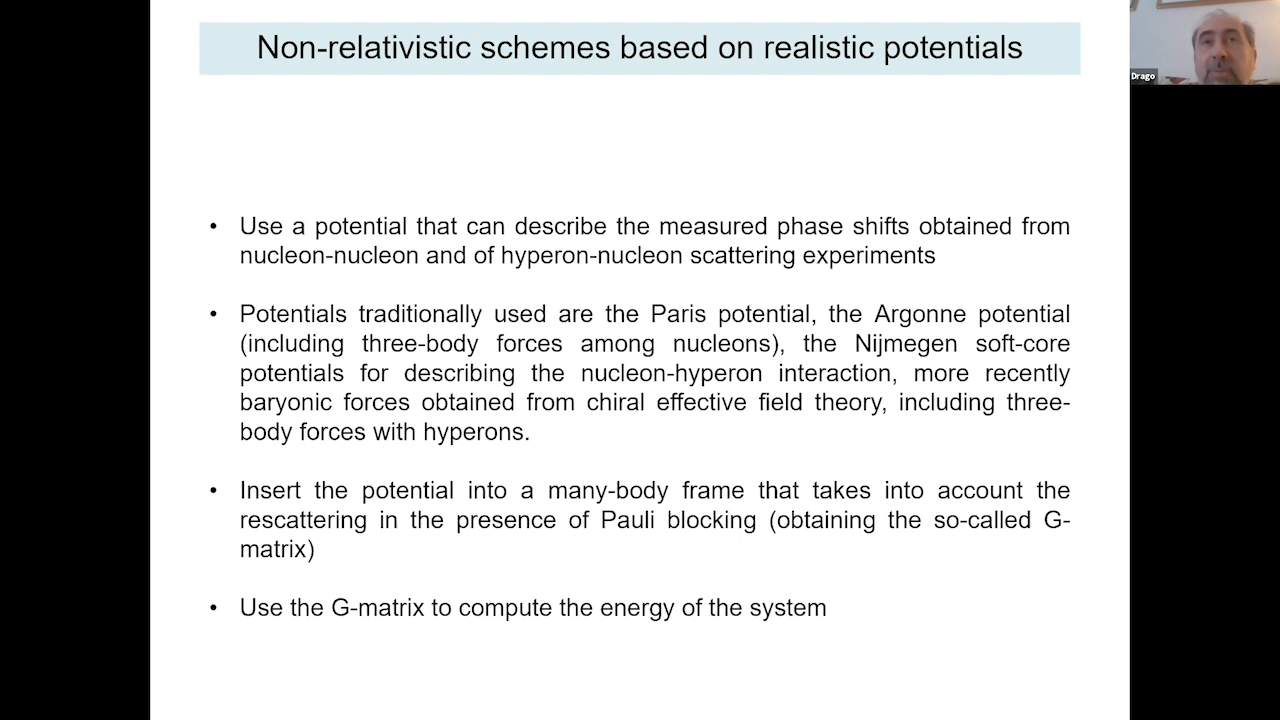 Non-relativistic schemes based on realistic potentials
Drago
• Use a potential that can describe the measured phase shifts obtained from
nucleon-nucleon and of hyperon-nucleon scattering experiments
• Potentials traditionally used are the Paris potential, the Argonne potential
(including three-body forces among nucleons), the Nijmegen soft-core
potentials for describing the nucleon-hyperon interaction, more recently
baryonic forces obtained from chiral effective field theory, including three-
body forces with hyperons.
• Insert the potential into a many-body frame that takes into account the
rescattering in the presence of Pauli blocking (obtaining the so-called G-
matrix)
• Use the G-matrix to compute the energy of the system